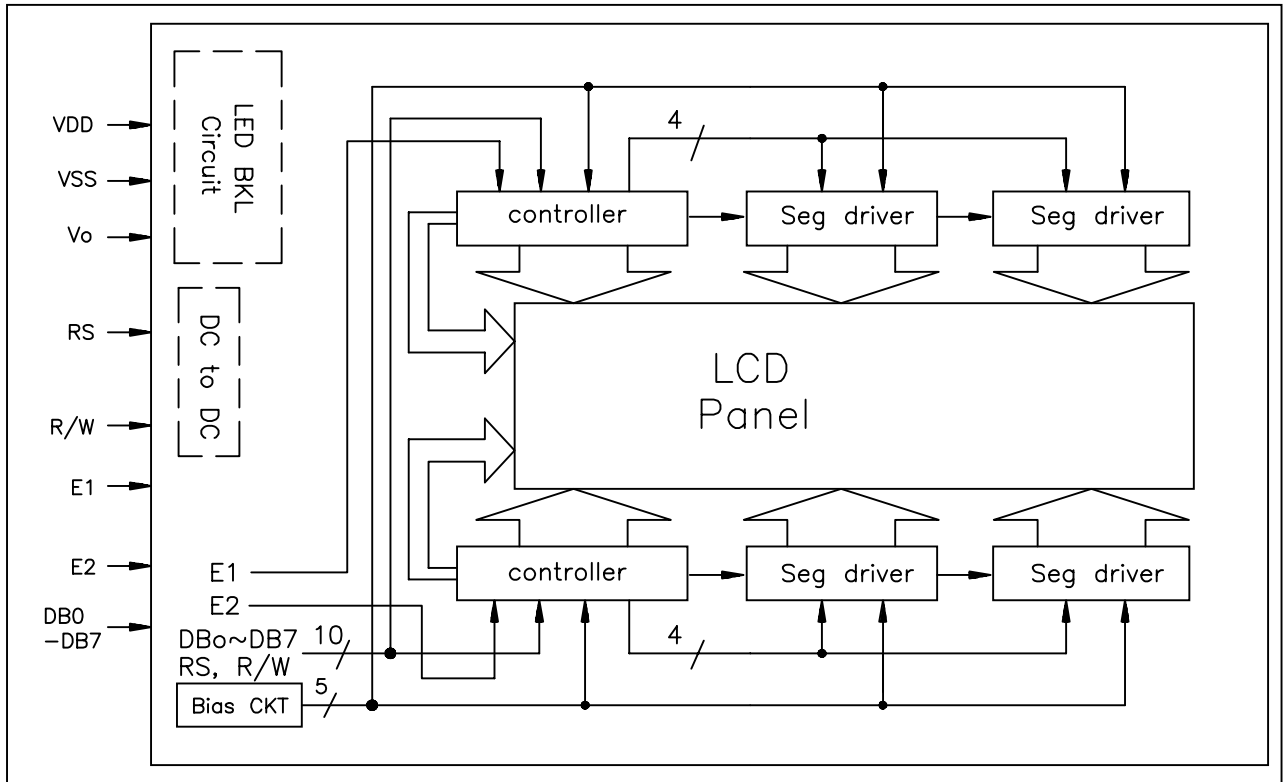 VDD
VSS
Vo
RS
R/W
E1
E2
DB0
-DB7
LED BKL
Circuit
DC to DC
E1
E2
DBo~DB7
RS, R/W
10
Bias CKT
5
4
controller
Seg driver
Seg driver
LCD
Panel
controller
Seg driver
Seg driver
4